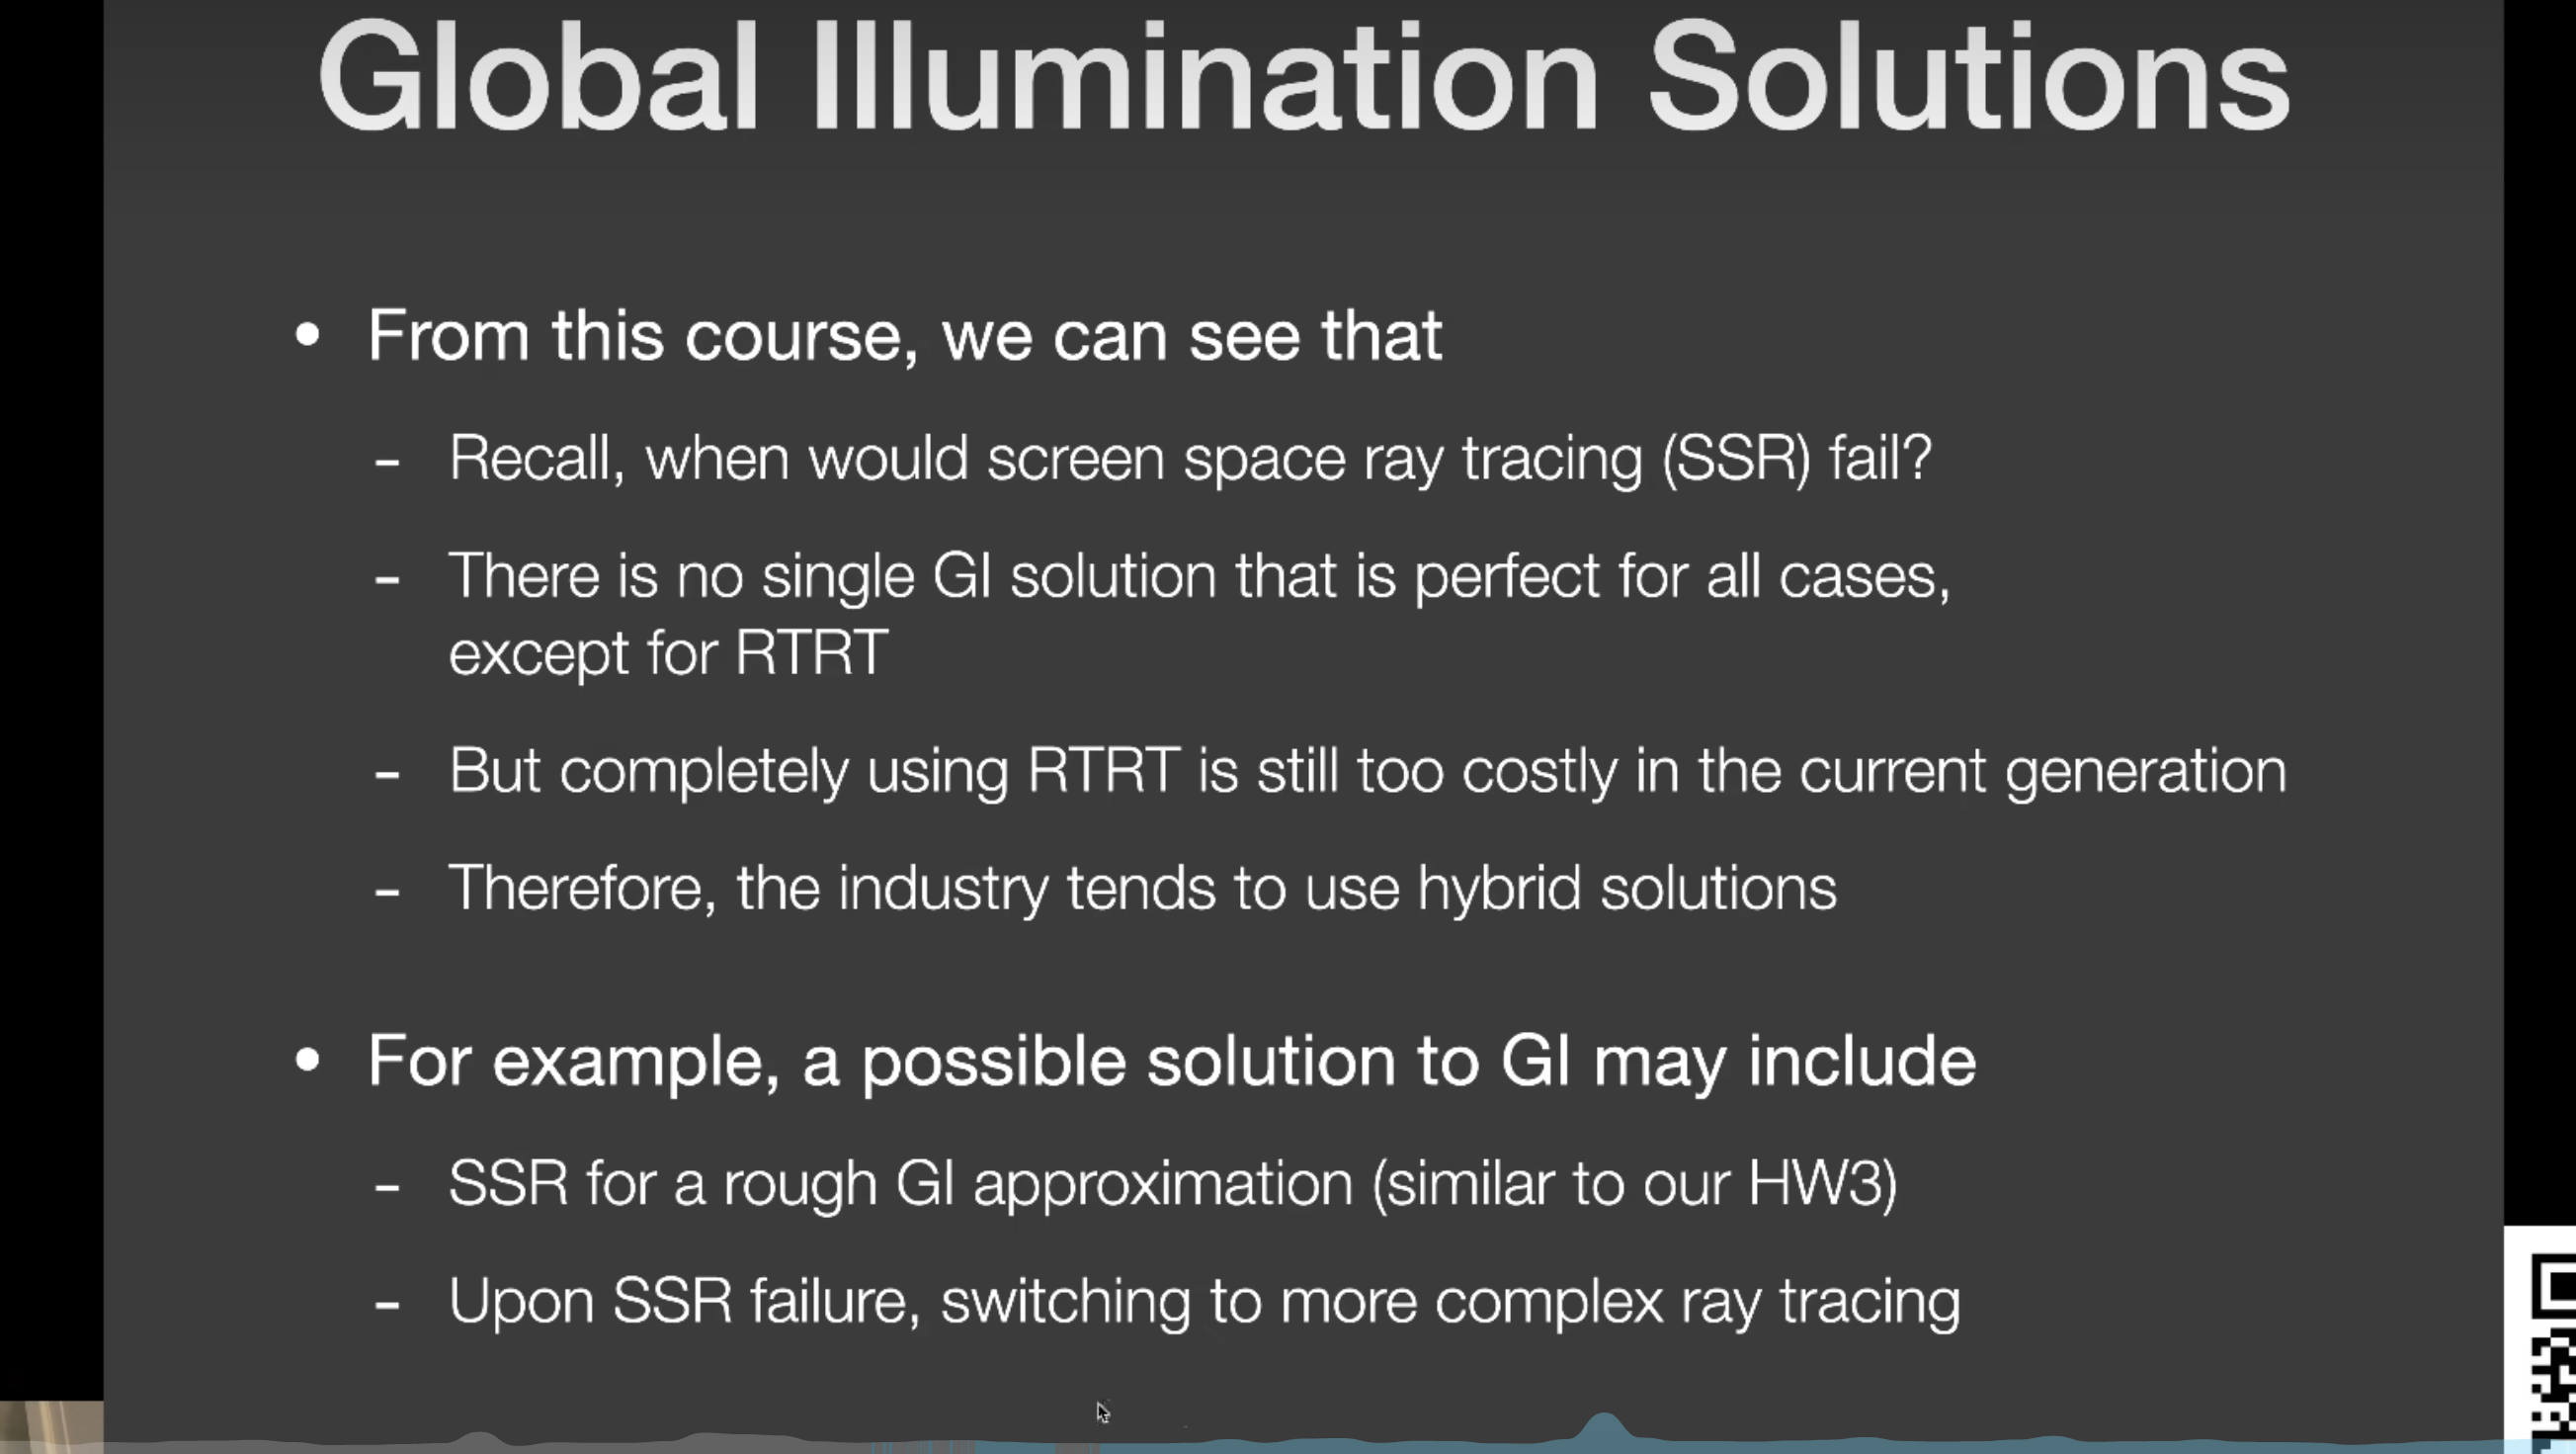 Global Illumination Solutions
• From this course, we can see that
- Recall, when would screen space ray tracing (SSR) fail?
- There is no single GI solution that is perfect for all cases,
except for RTRT
- But completely using RTRT is still too costly in the current generation
- Therefore, the industry tends to use hybrid solutions
• For example, a possible solution to GI may include
- SSR for a rough GI approximation (similar to our HW3)
- Upon SSR failure, switching to more complex ray tracing